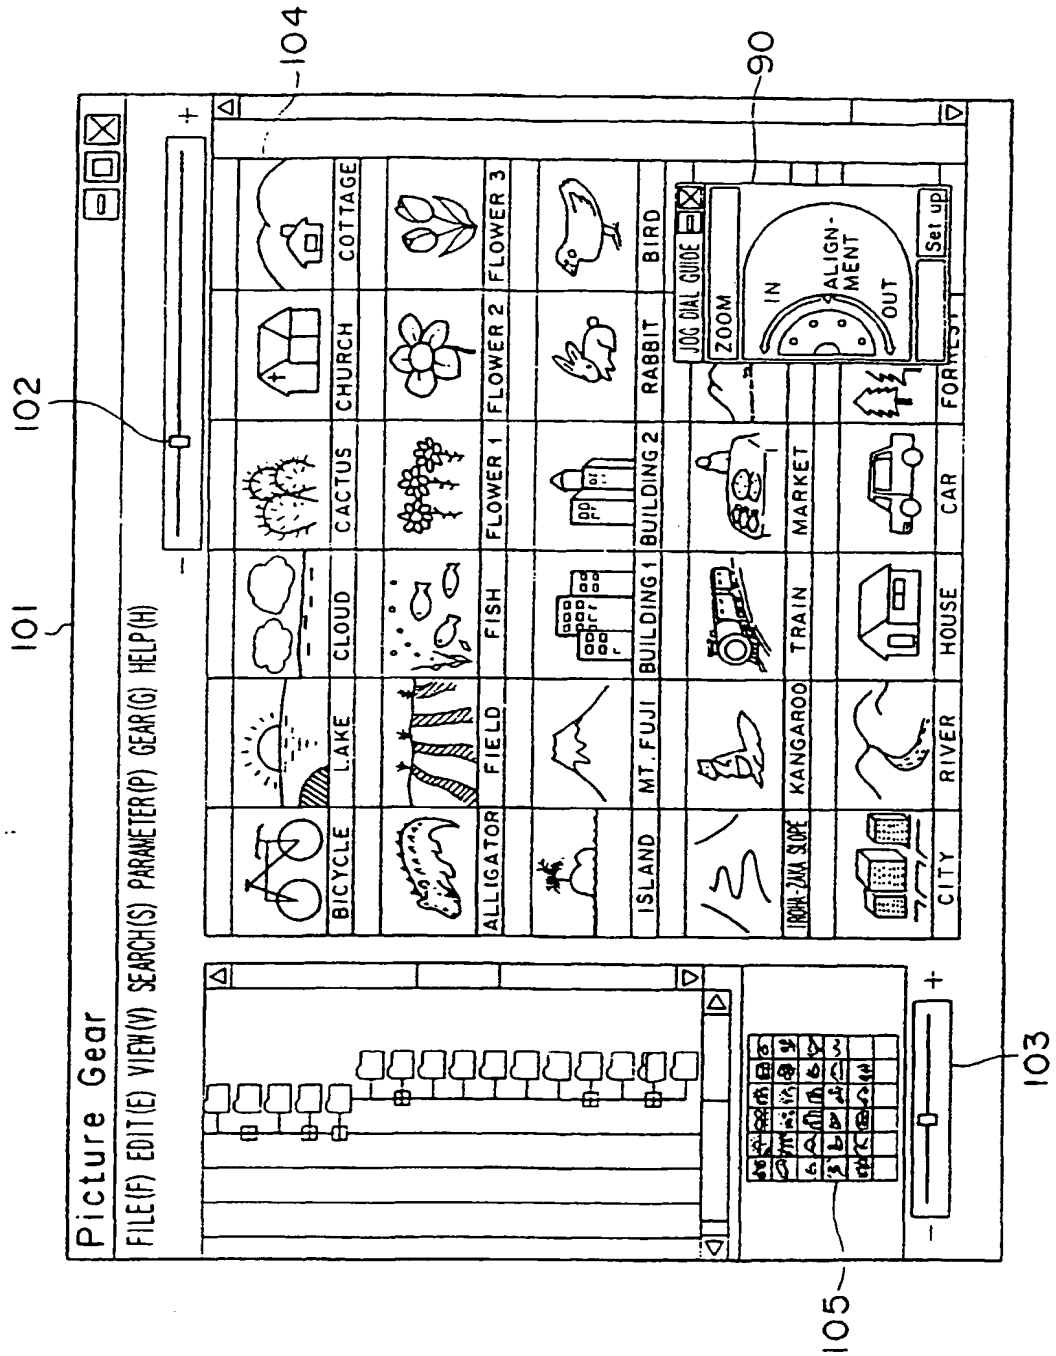 101
102
104
Picture Gear
FILE(F) EDIT(E) VIEW(V) SEARCH(S) PARAMETER(P) GEAR(G) HELP(H)
− +
BICYCLE LAKE CLOUD CACTUS CHURCH COTTAGE
ALLIGATOR FIELD FISH FLOWER 1 FLOWER 2 FLOWER 3
ISLAND MT. FUJI BUILDING 1 BUILDING 2 RABBIT BIRD
IROHA-ZAKA SLOPE KANGAROO TRAIN MARKET
CITY RIVER HOUSE CAR FORREST
JOG DIAL GUIDE
ZOOM
IN
ALIGN-
MENT
OUT
Set up
90
− +
105
103